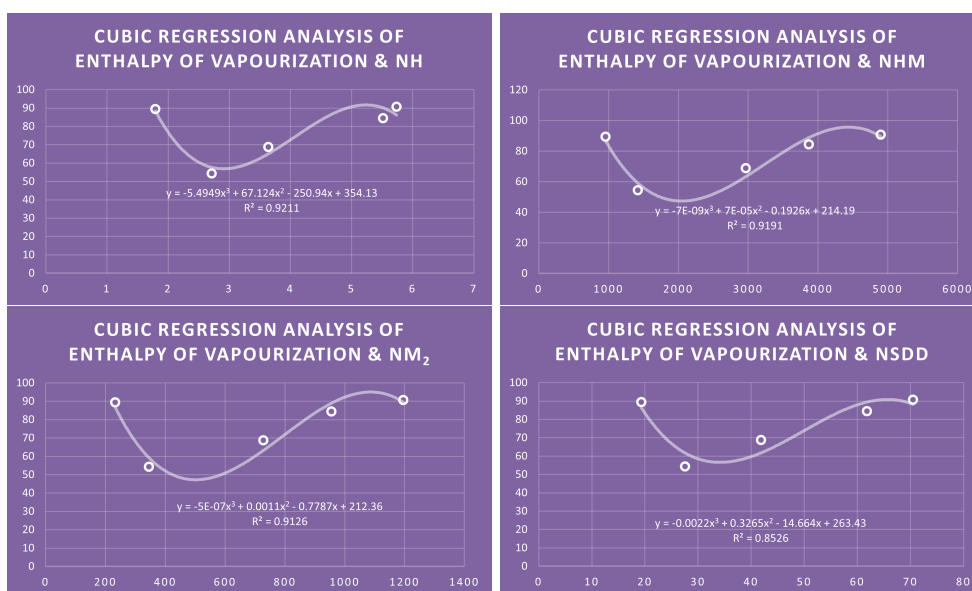 CUBIC REGRESSION ANALYSIS OF
ENTHALPY OF VAPOURIZATION & NH
100
90
80
70
60
50
40
30
20
10
0
y = -5.4949x³ + 67.124x² - 250.94x + 354.13
R² = 0.9211
0 1 2 3 4 5 6 7
CUBIC REGRESSION ANALYSIS OF
ENTHALPY OF VAPOURIZATION & NHM
120
100
80
60
40
20
0
y = -7E-09x³ + 7E-05x² - 0.1926x + 214.19
R² = 0.9191
0 1000 2000 3000 4000 5000 6000
CUBIC REGRESSION ANALYSIS OF
ENTHALPY OF VAPOURIZATION & NM₂
100
90
80
70
60
50
40
30
20
10
0
y = -5E-07x³ + 0.0011x² - 0.7787x + 212.36
R² = 0.9126
0 200 400 600 800 1000 1200 1400
CUBIC REGRESSION ANALYSIS OF
ENTHALPY OF VAPOURIZATION & NSDD
100
90
80
70
60
50
40
30
20
10
0
y = -0.0022x³ + 0.3265x² - 14.664x + 263.43
R² = 0.8526
0 10 20 30 40 50 60 70 80